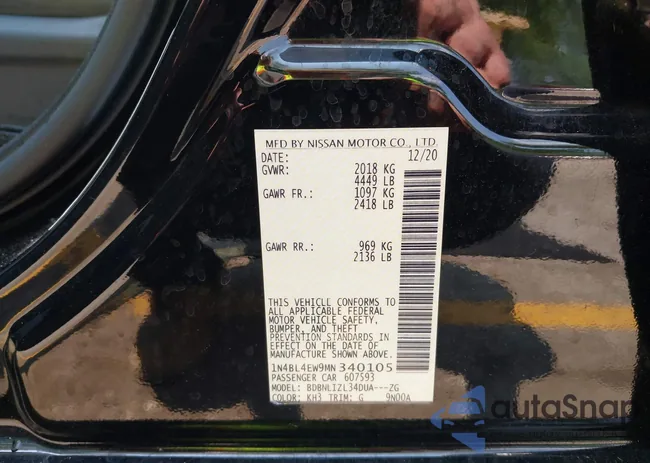 MFD BY NISSAN MOTOR CO., LTD.
DATE: 12/20
GVWR: 2018 KG
4449 LB
GAWR FR.: 1097 KG
2418 LB
GAWR RR.: 969 KG
2136 LB
THIS VEHICLE CONFORMS TO
ALL APPLICABLE FEDERAL
MOTOR VEHICLE SAFETY,
BUMPER, AND THEFT
PREVENTION STANDARDS IN
EFFECT ON THE DATE OF
MANUFACTURE SHOWN ABOVE.
1N4BL4EW9MN340105
PASSENGER CAR 607593
MODEL: BDBNLIZL34DUA---ZG
COLOR: KH3 TRIM: G 9N00A
autoSnap